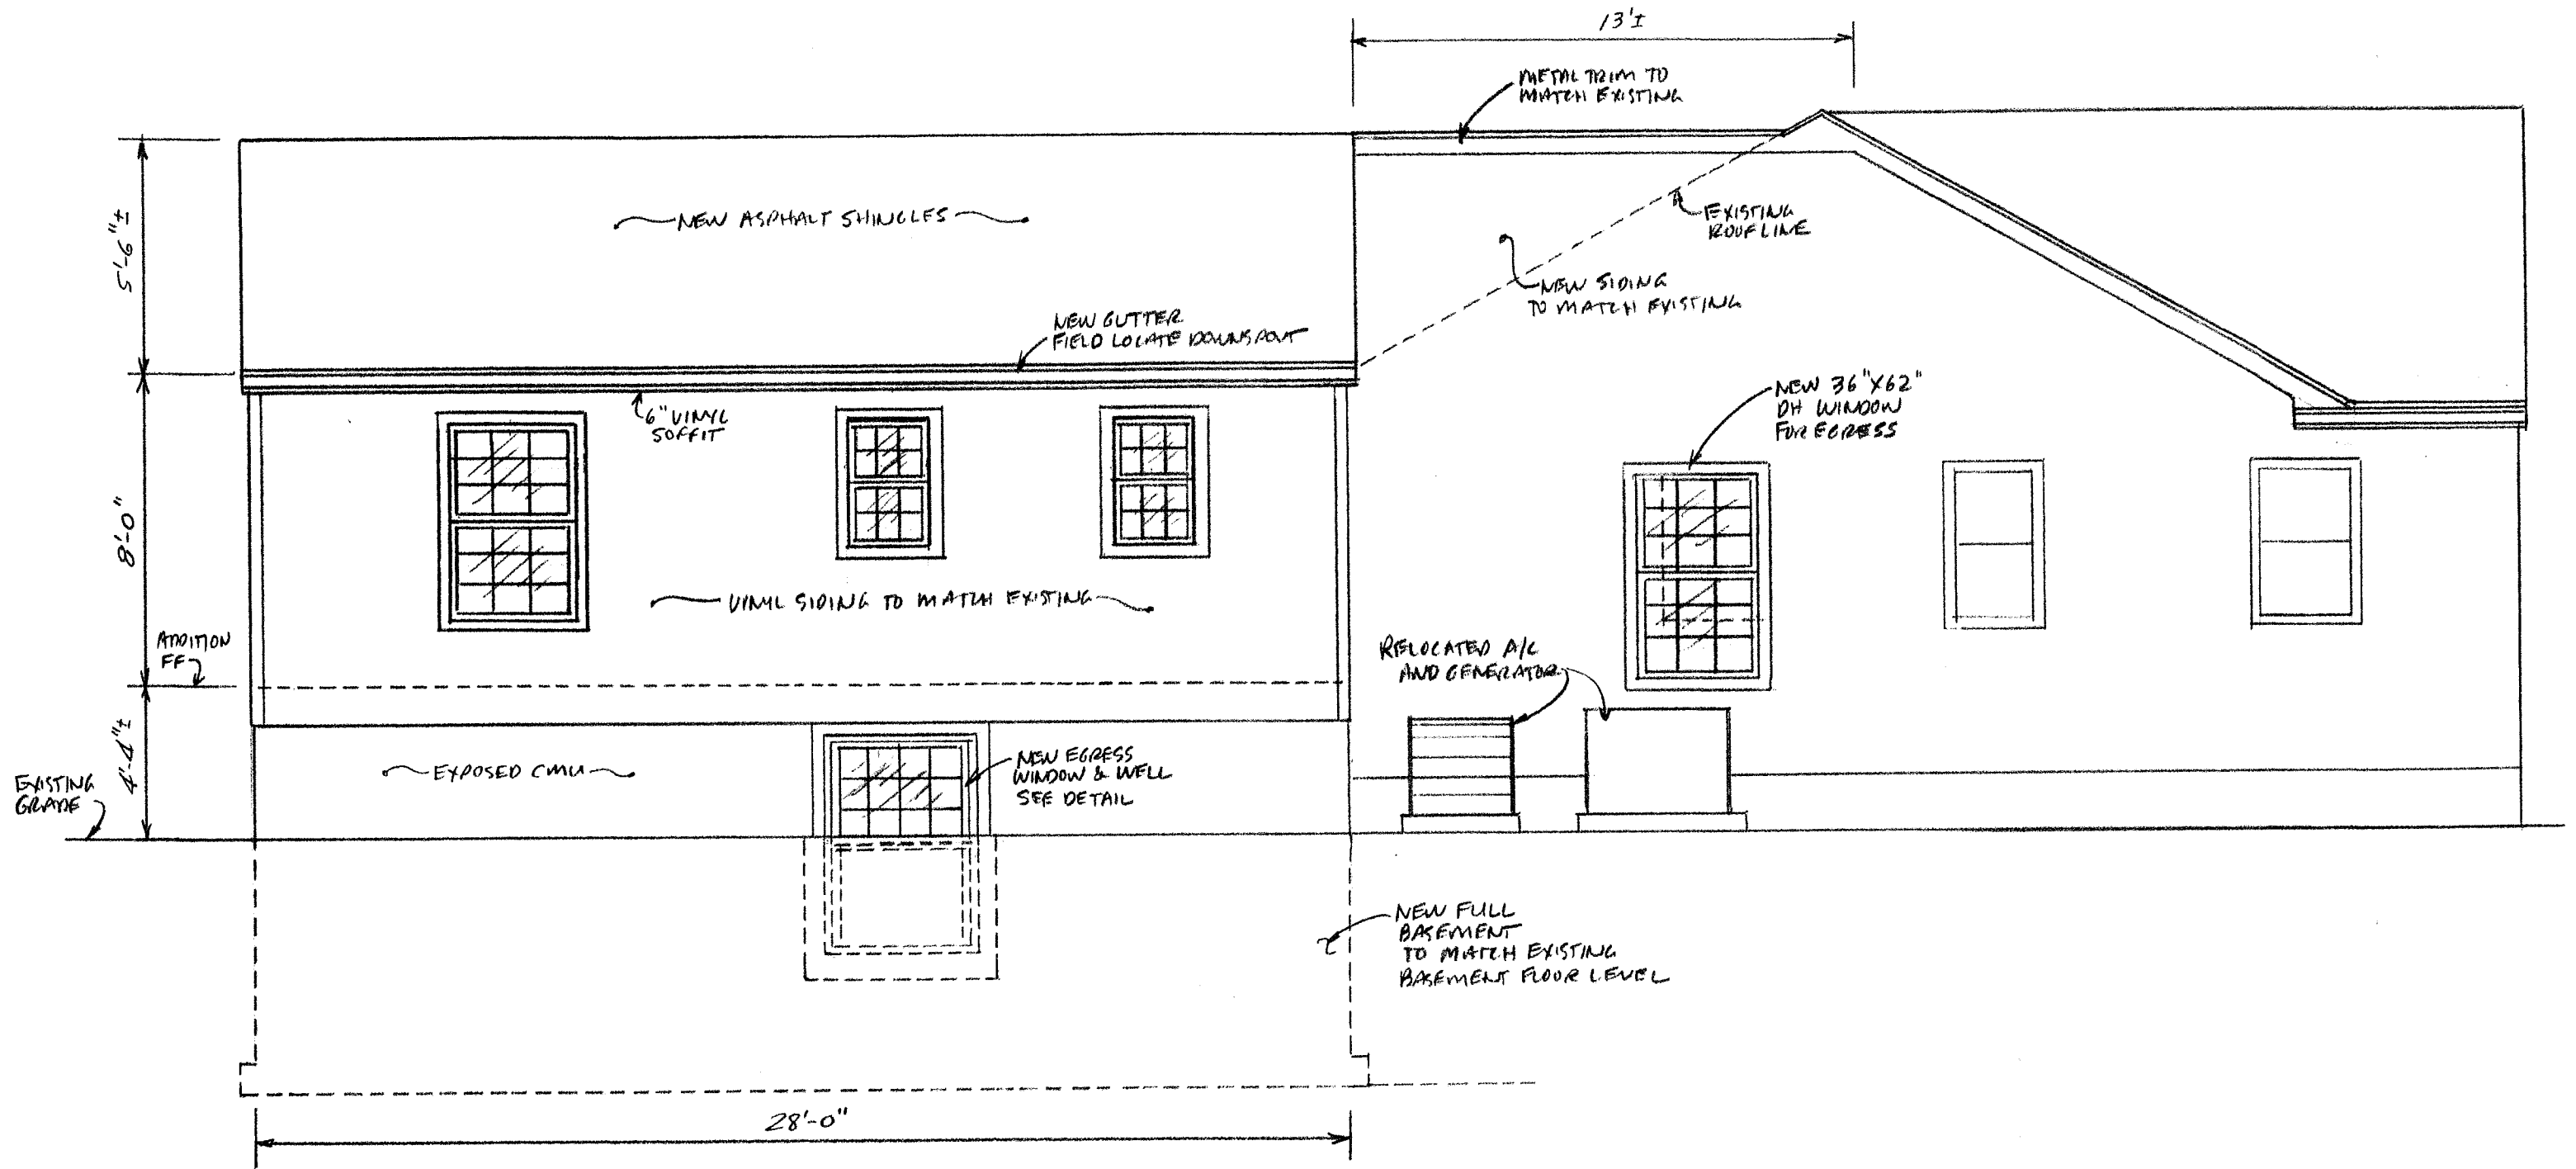 13'±
METAL TRIM TO
MATCH EXISTING
5'-6"±
NEW ASPHALT SHINGLES
EXISTING
ROOFLINE
NEW SIDING
TO MATCH EXISTING
NEW GUTTER
FIELD LOCATE DOWNSPOUT
6" VINYL
SOFFIT
NEW 36"X62"
DH WINDOW
FOR EGRESS
8'-0"
VINYL SIDING TO MATCH EXISTING
ADDITION
FF
RELOCATED A/C
AND GENERATOR
4'-4"±
EXISTING
GRADE
EXPOSED CMU
NEW EGRESS
WINDOW & WELL
SEE DETAIL
NEW FULL
BASEMENT
TO MATCH EXISTING
BASEMENT FLOOR LEVEL
28'-0"